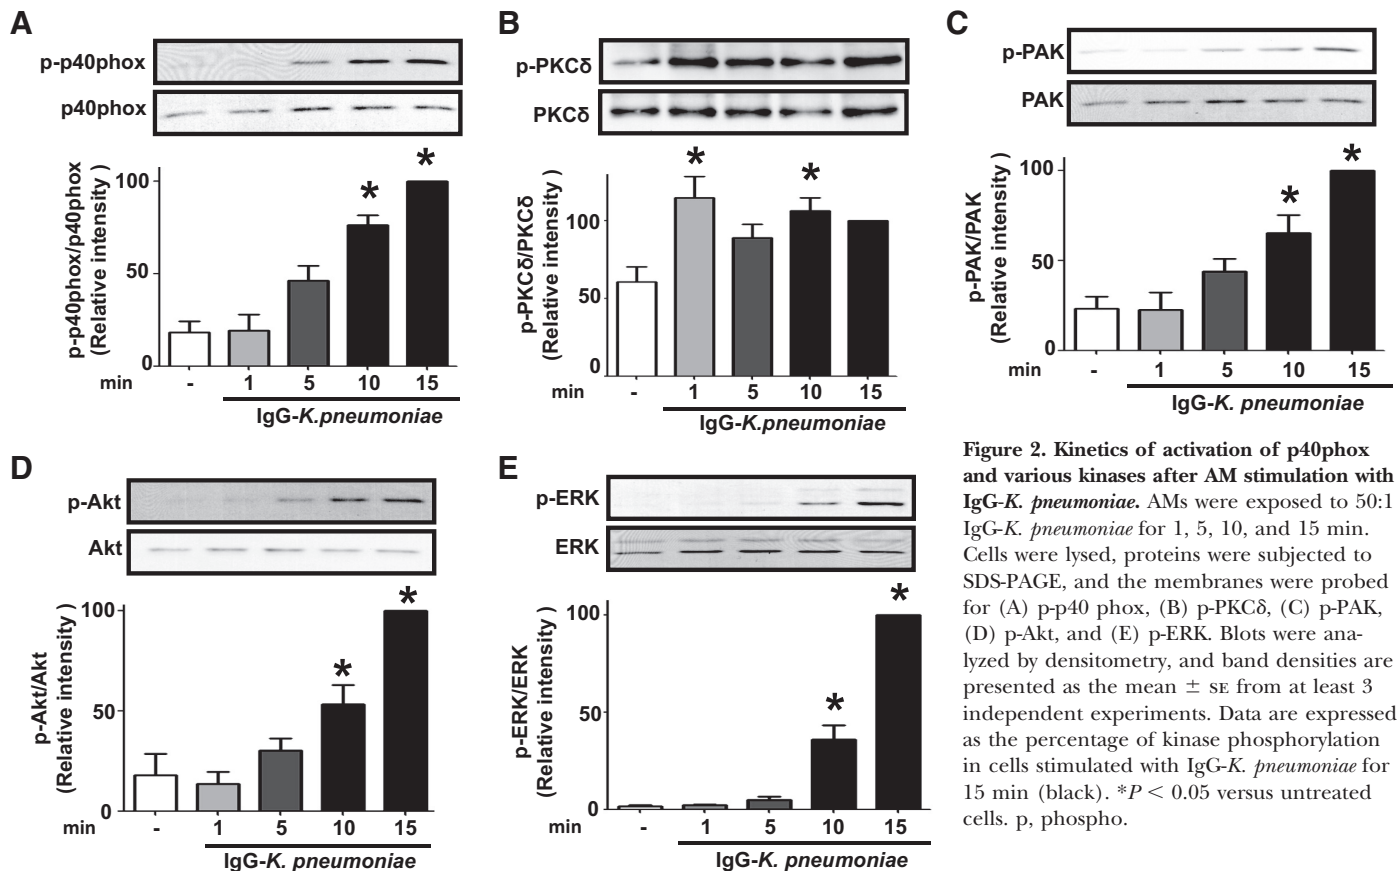 A
p-p40phox
p40phox
p-p40phox/p40phox
(Relative intensity )
100
50
0
*
*
min
-
1
5
10
15
IgG-K.pneumoniae
B
p-PKCδ
PKCδ
p-PKCδ/PKCδ
(Relative intensity)
100
50
0
*
*
min
-
1
5
10
15
IgG-K.pneumoniae
C
p-PAK
PAK
p-PAK/PAK
(Relative intensity )
100
50
0
*
*
min
-
1
5
10
15
IgG-K. pneumoniae
D
p-Akt
Akt
p-Akt/Akt
(Relative intensity )
100
50
0
*
*
min
-
1
5
10
15
IgG-K. pneumoniae
E
p-ERK
ERK
p-ERK/ERK
(Relative intensity )
100
50
0
*
*
min
-
1
5
10
15
IgG-K. pneumoniae
Figure 2. Kinetics of activation of p40phox
and various kinases after AM stimulation with
IgG-K. pneumoniae. AMs were exposed to 50:1
IgG-K. pneumoniae for 1, 5, 10, and 15 min.
Cells were lysed, proteins were subjected to
SDS-PAGE, and the membranes were probed
for (A) p-p40 phox, (B) p-PKCδ, (C) p-PAK,
(D) p-Akt, and (E) p-ERK. Blots were ana-
lyzed by densitometry, and band densities are
presented as the mean ± SE from at least 3
independent experiments. Data are expressed
as the percentage of kinase phosphorylation
in cells stimulated with IgG-K. pneumoniae for
15 min (black). *P < 0.05 versus untreated
cells. p, phospho.